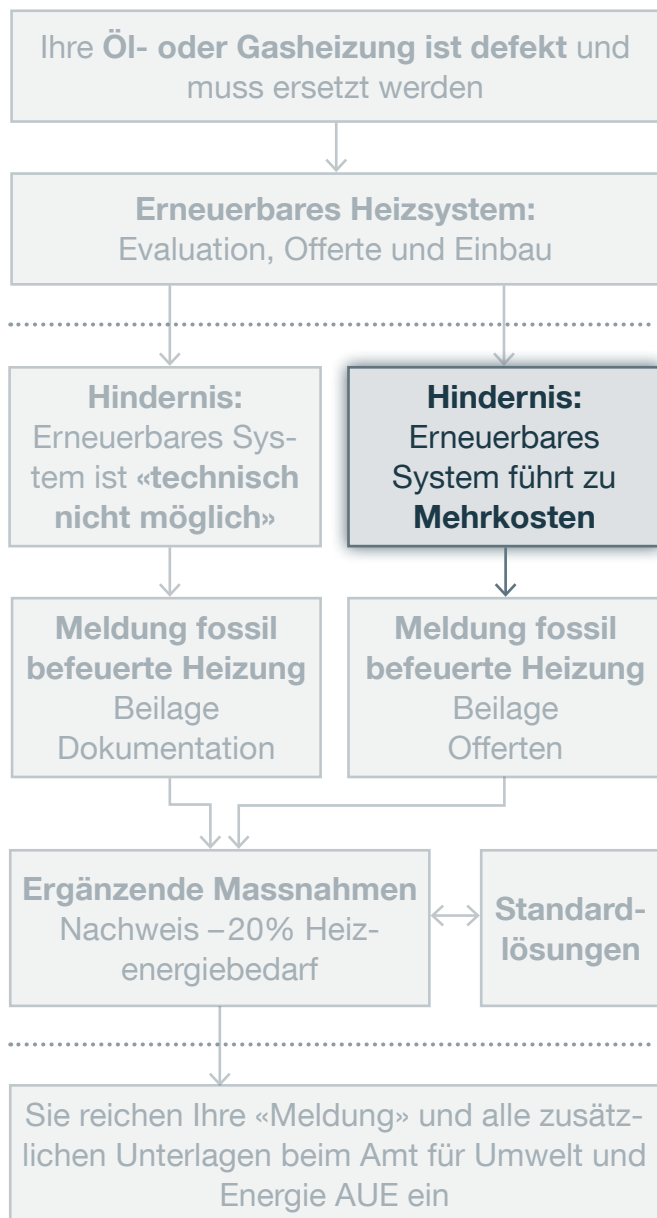 Ihre Öl- oder Gasheizung ist defekt und
muss ersetzt werden
Erneuerbares Heizsystem:
Evaluation, Offerte und Einbau
Hindernis:
Erneuerbares Sys-
tem ist «technisch
nicht möglich»
Hindernis:
Erneuerbares
System führt zu
Mehrkosten
Meldung fossil
befeuerte Heizung
Beilage
Dokumentation
Meldung fossil
befeuerte Heizung
Beilage
Offerten
Ergänzende Massnahmen
Nachweis –20% Heiz-
energiebedarf
Standard-
lösungen
Sie reichen Ihre «Meldung» und alle zusätz-
lichen Unterlagen beim Amt für Umwelt und
Energie AUE ein